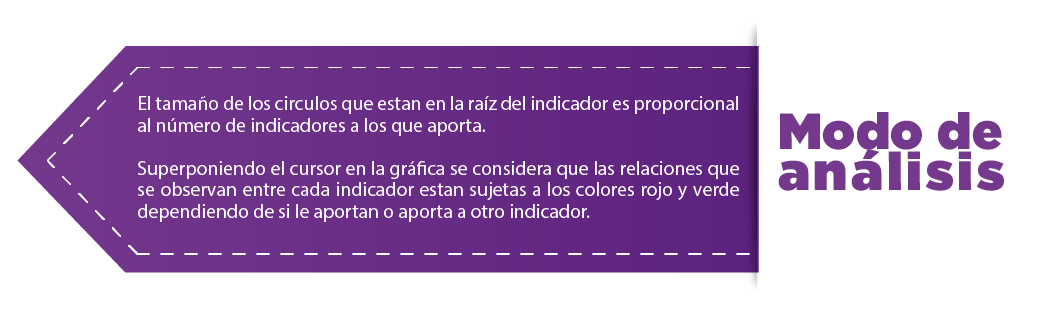 El tamaño de los circulos que estan en la raíz del indicador es proporcional
al número de indicadores a los que aporta.
Superponiendo el cursor en la gráfica se considera que las relaciones que
se observan entre cada indicador estan sujetas a los colores rojo y verde
dependiendo de si le aportan o aporta a otro indicador.
Modo de
análisis